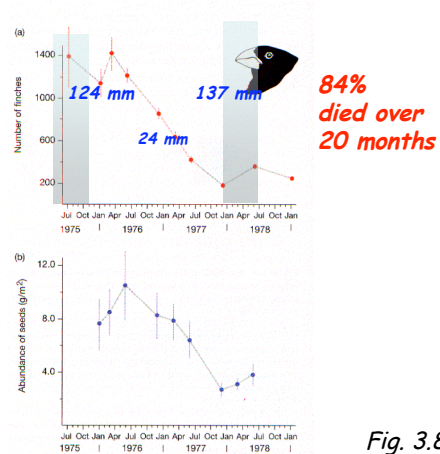 (a)
1400
1000
600
200
Number of finches
124 mm
24 mm
137 mm
84%
died over
20 months
Jul Oct Jan Apr Jul Oct Jan Apr Jul Oct Jan Apr Jul Oct Jan
1975 | 1976 | 1977 | 1978 |
(b)
12.0
8.0
4.0
Abundance of seeds (g/m²)
Jul Oct Jan Apr Jul Oct Jan Apr Jul Oct Jan Apr Jul Oct Jan
1975 | 1976 | 1977 | 1978 |
Fig. 3.8